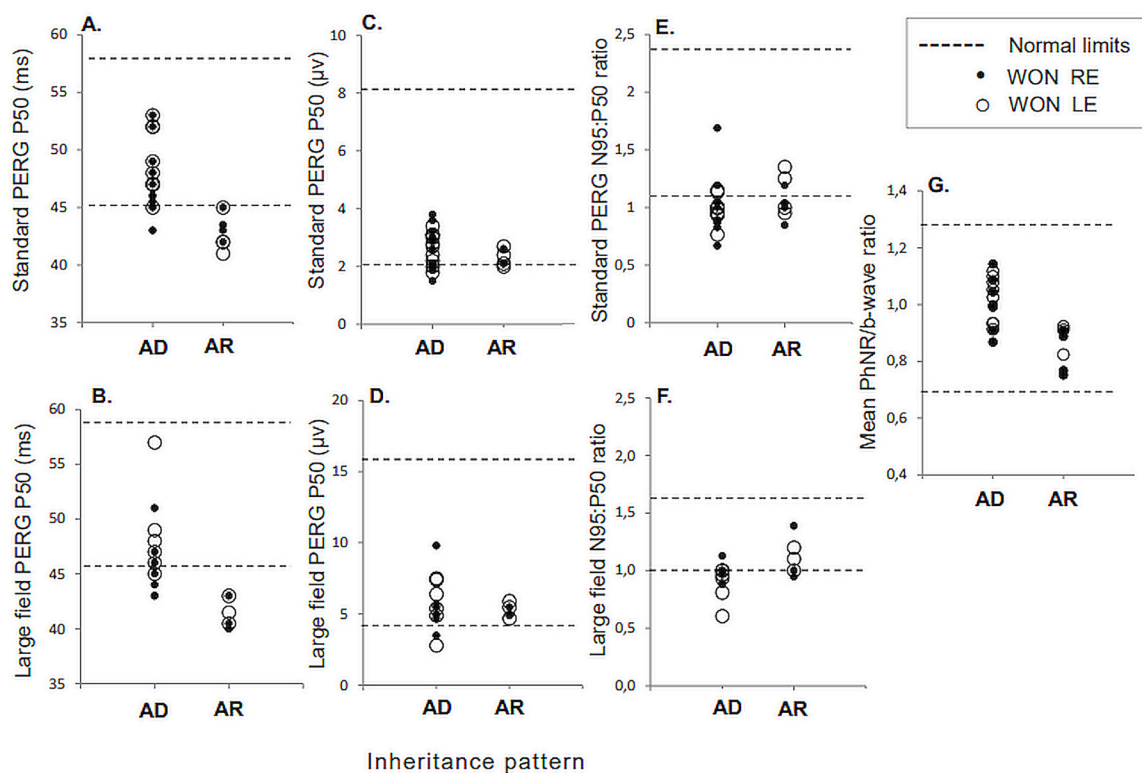 A.
Standard PERG P50 (ms)
60
55
50
45
40
35
AD AR
C.
Standard PERG P50 (µv)
10
8
6
4
2
0
AD AR
E.
Standard PERG N95:P50 ratio
2,5
2
1,5
1
0,5
0
AD AR
Normal limits
WON RE
WON LE
G.
Mean PhNR/b-wave ratio
1,4
1,2
1,0
0,8
0,6
0,4
AD AR
B.
Large field PERG P50 (ms)
60
55
50
45
40
35
AD AR
D.
Large field PERG P50 (µv)
20
15
10
5
0
AD AR
F.
Large field N95:P50 ratio
2,5
2,0
1,5
1,0
0,5
0,0
AD AR
Inheritance pattern